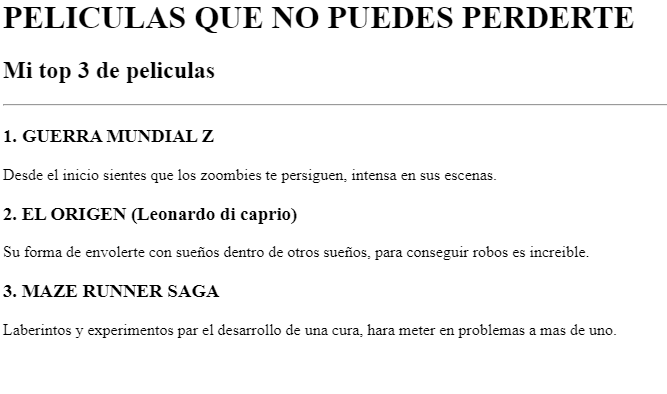 PELICULAS QUE NO PUEDES PERDERTE
Mi top 3 de peliculas
1. GUERRA MUNDIAL Z
Desde el inicio sientes que los zoombies te persiguen, intensa en sus escenas.
2. EL ORIGEN (Leonardo di caprio)
Su forma de envolerte con sueños dentro de otros sueños, para conseguir robos es increible.
3. MAZE RUNNER SAGA
Laberintos y experimentos par el desarrollo de una cura, hara meter en problemas a mas de uno.